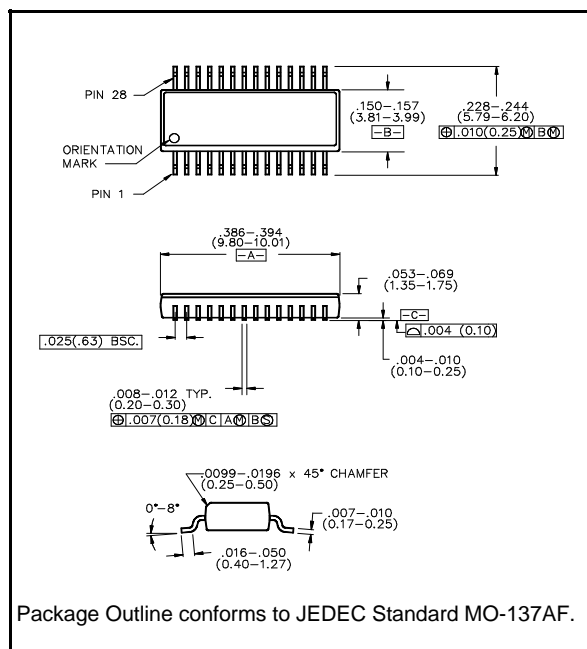 PIN 28
.150–.157
(3.81–3.99)
–B–
.228–.244
(5.79–6.20)
⊕ .010(0.25)Ⓜ B Ⓜ
ORIENTATION
MARK
PIN 1
.386–.394
(9.80–10.01)
–A–
.053–.069
(1.35–1.75)
–C–
.004 (0.10)
.025(.63) BSC.
.004–.010
(0.10–0.25)
.008–.012 TYP.
(0.20–0.30)
⊕ .007(0.18)Ⓜ C AⓂ BⓈ
.0099–.0196 x 45° CHAMFER
(0.25–0.50)
0°–8°
.007–.010
(0.17–0.25)
.016–.050
(0.40–1.27)
Package Outline conforms to JEDEC Standard MO-137AF.